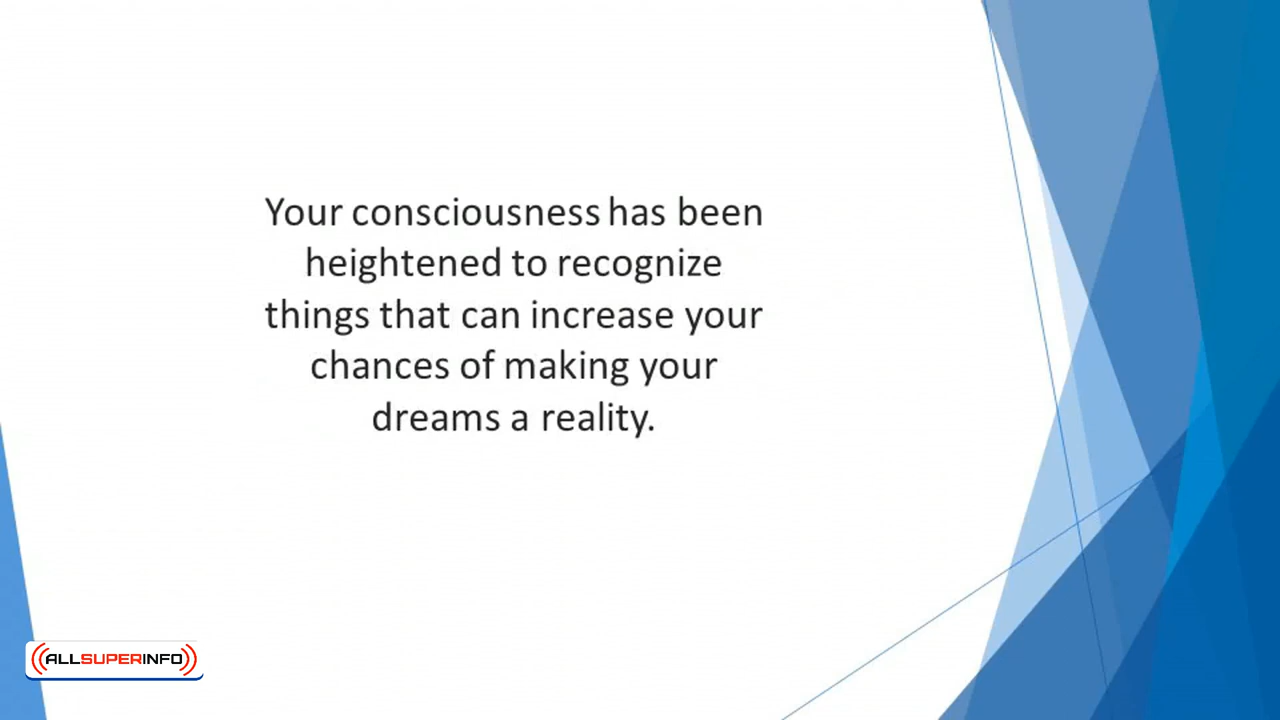 Your consciousness has been
heightened to recognize
things that can increase your
chances of making your
dreams a reality.
ALLSUPERINFO